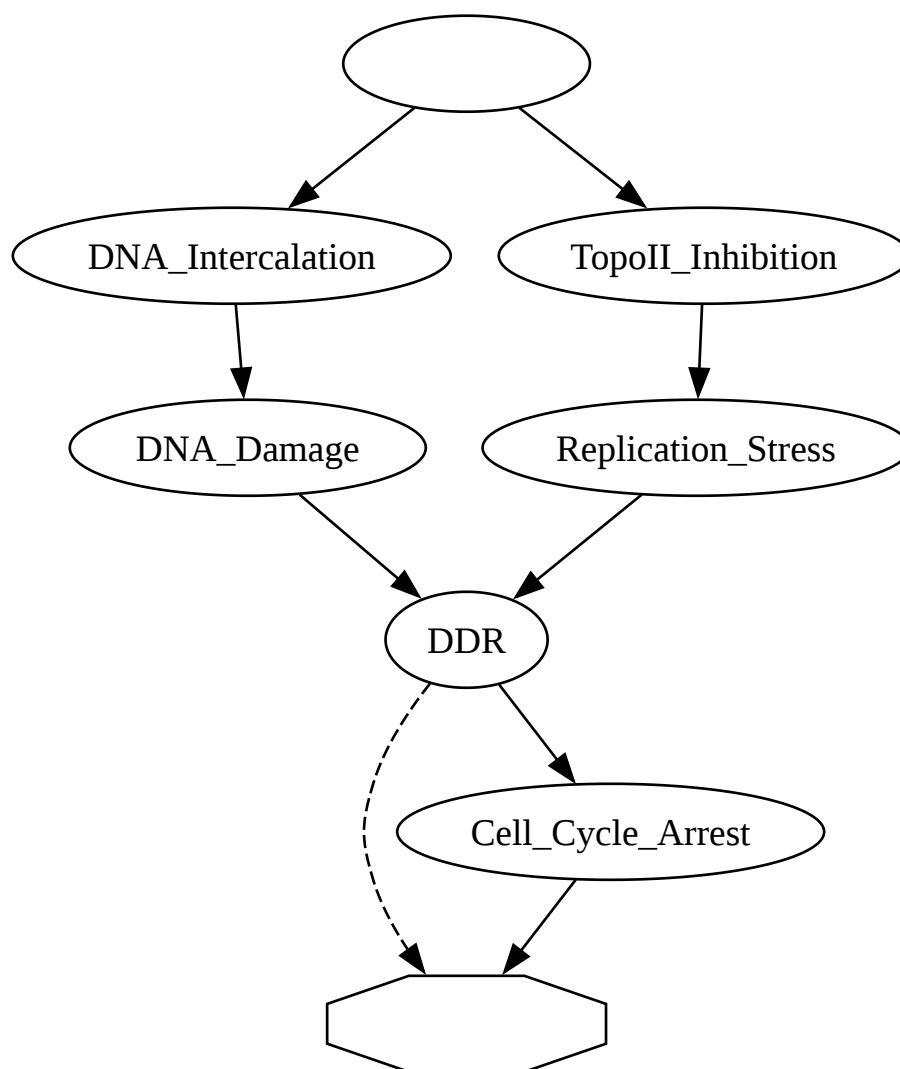 DNA_Intercalation
TopoII_Inhibition
DNA_Damage
Replication_Stress
DDR
Cell_Cycle_Arrest